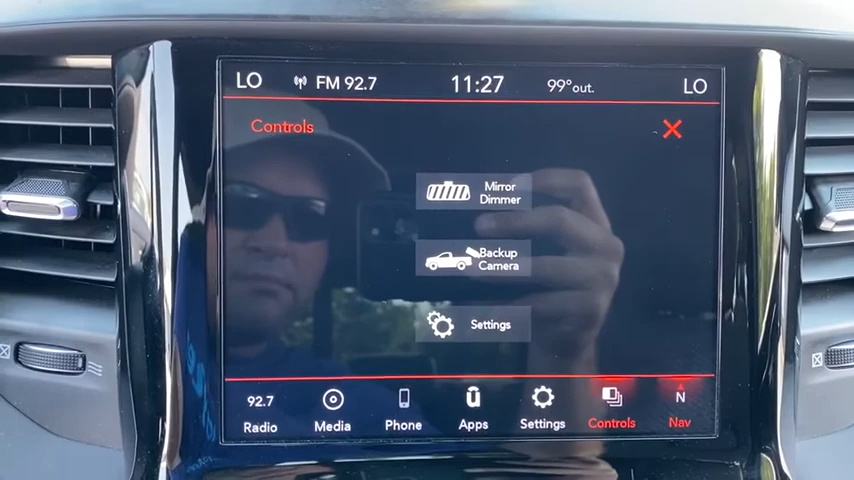 LO FM 92.7 11:27 99°out. LO
Controls
Mirror
Dimmer
Backup
Camera
Settings
92.7 N
Radio Media Phone Apps Settings Controls Nav